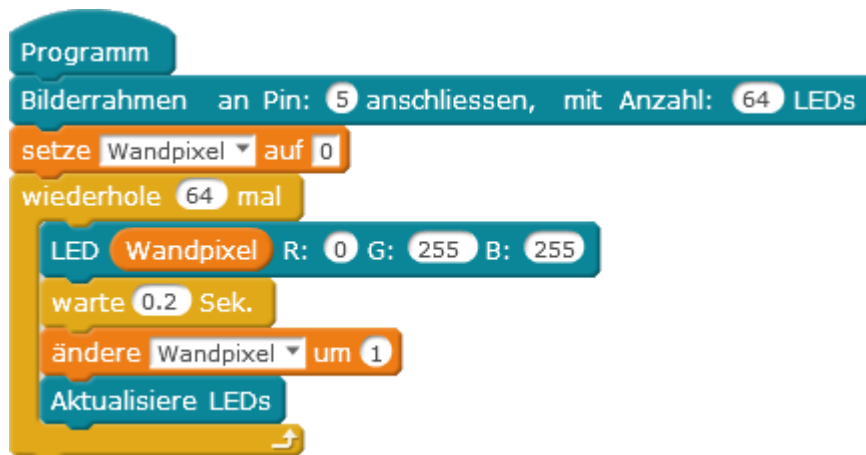 Programm
Bilderrahmen an Pin: 5 anschliessen, mit Anzahl: 64 LEDs
setze Wandpixel auf 0
wiederhole 64 mal
LED Wandpixel R: 0 G: 255 B: 255
warte 0.2 Sek.
ändere Wandpixel um 1
Aktualisiere LEDs